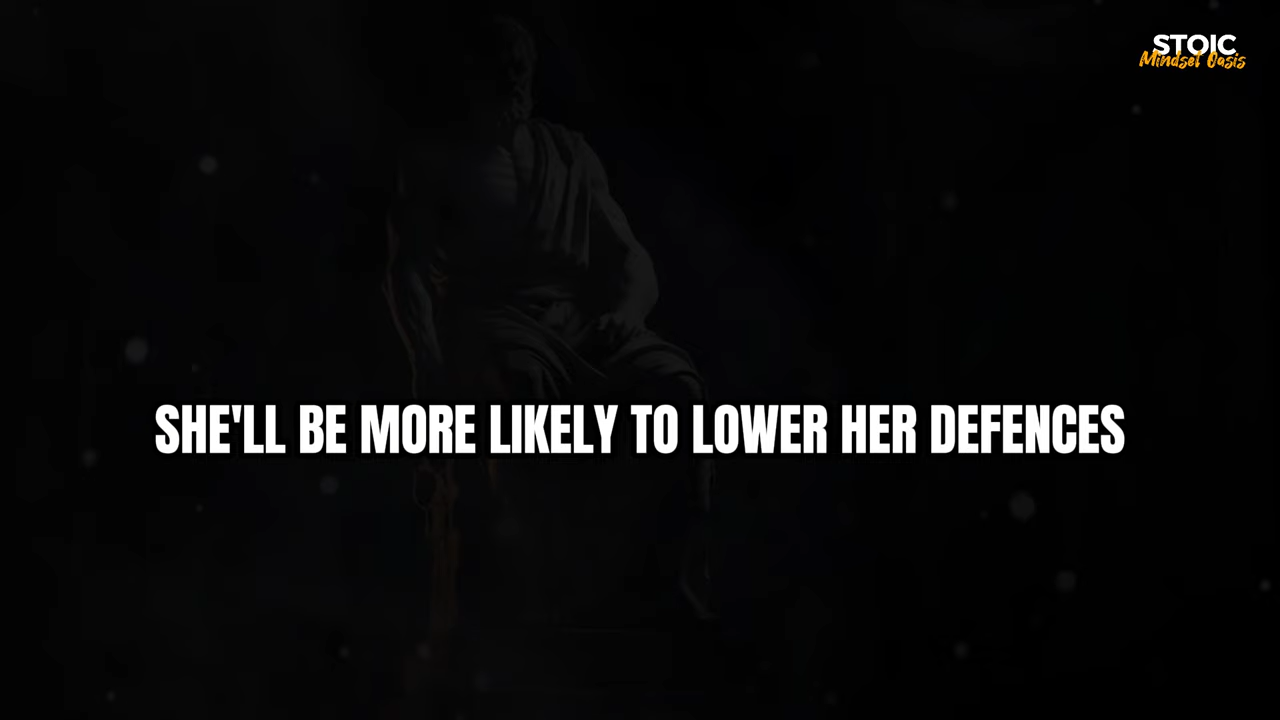 STOIC
Mindset Oasis
SHE'LL BE MORE LIKELY TO LOWER HER DEFENCES